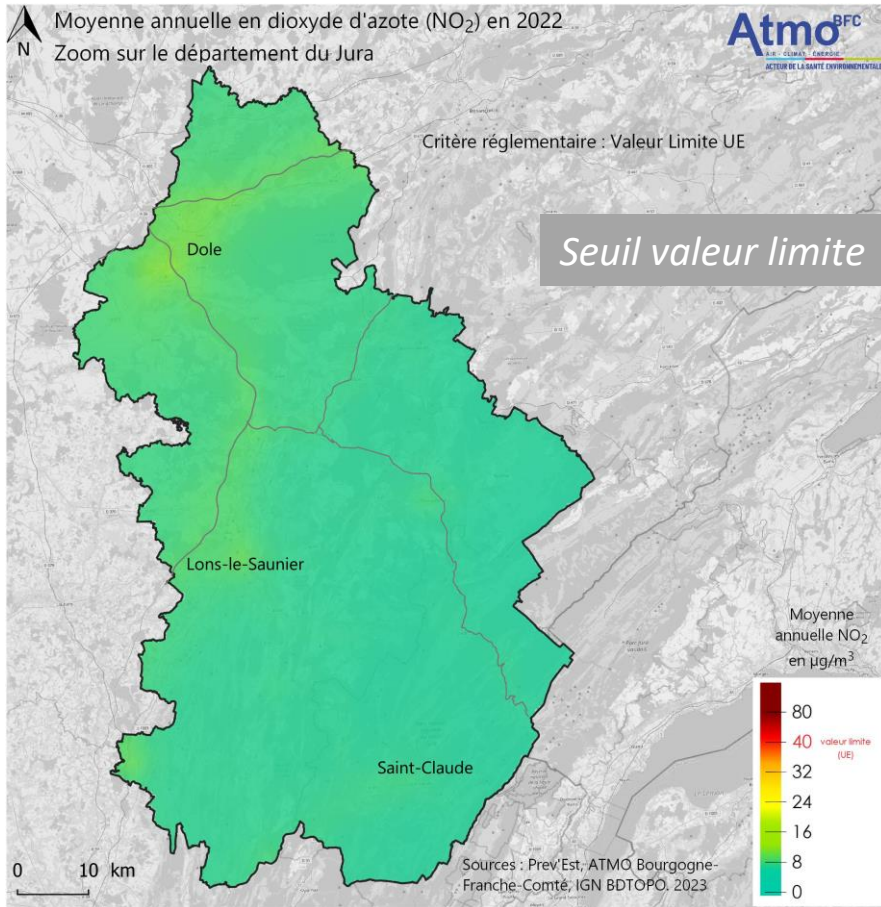 Moyenne annuelle en dioxyde d'azote (NO₂) en 2022
Zoom sur le département du Jura
N
Atmo BFC
AIR - CLIMAT - ÉNERGIE
ACTEUR DE LA SANTÉ ENVIRONNEMENTALE
Critère réglementaire : Valeur Limite UE
Seuil valeur limite
Dole
Lons-le-Saunier
Saint-Claude
Moyenne
annuelle NO₂
en µg/m³
80
40 valeur limite
(UE)
32
24
16
8
0
0 10 km
Sources : Prev'Est, ATMO Bourgogne-
Franche-Comté, IGN BDTOPO. 2023